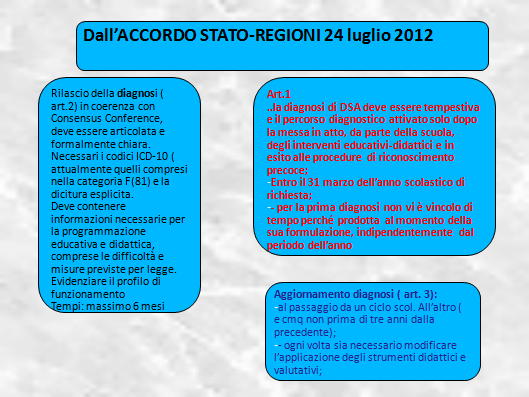 Dall'ACCORDO STATO-REGIONI 24 luglio 2012
Rilascio della diagnosi (
art.2) in coerenza con
Consensus Conference,
deve essere articolata e
formalmente chiara.
Necessari i codici ICD-10 (
attualmente quelli compresi
nella categoria F(81) e la
dicitura esplicita.
Deve contenere
informazioni necessarie per
la programmazione
educativa e didattica,
comprese le difficoltà e
misure previste per legge.
Evidenziare il profilo di
funzionamento
Tempi: massimo 6 mesi
Art.1
..la diagnosi di DSA deve essere tempestiva
e il percorso diagnostico attivato solo dopo
la messa in atto, da parte della scuola,
degli interventi educativi-didattici e in
esito alle procedure di riconoscimento
precoce;
-Entro il 31 marzo dell'anno scolastico di
richiesta;
-- per la prima diagnosi non vi è vincolo di
tempo perché prodotta al momento della
sua formulazione, indipendentemente dal
periodo dell'anno
Aggiornamento diagnosi ( art. 3):
-al passaggio da un ciclo scol. All'altro (
e cmq non prima di tre anni dalla
precedente);
-- ogni volta sia necessario modificare
l'applicazione degli strumenti didattici e
valutativi;